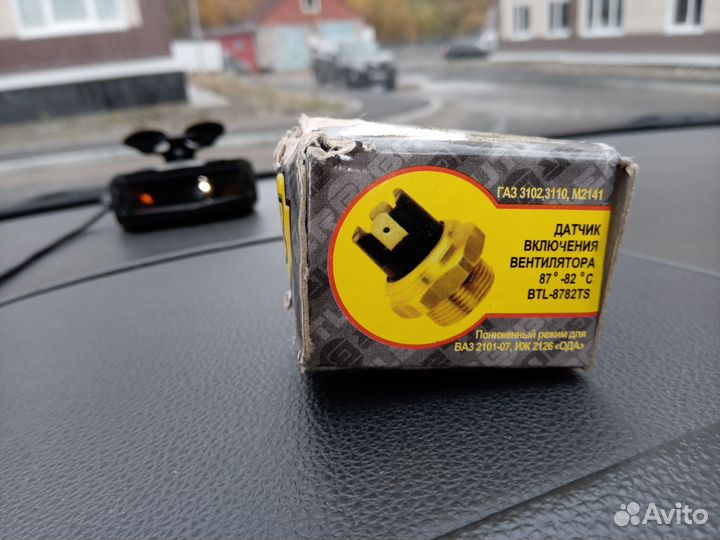 ГАЗ 3102,3110, М2141
ДАТЧИК
ВКЛЮЧЕНИЯ
ВЕНТИЛЯТОРА
87°-82°С
BTL-8782TS
Пониженный режим для
ВАЗ 2101-07, ИЖ 2126 «ОДА»
Avito